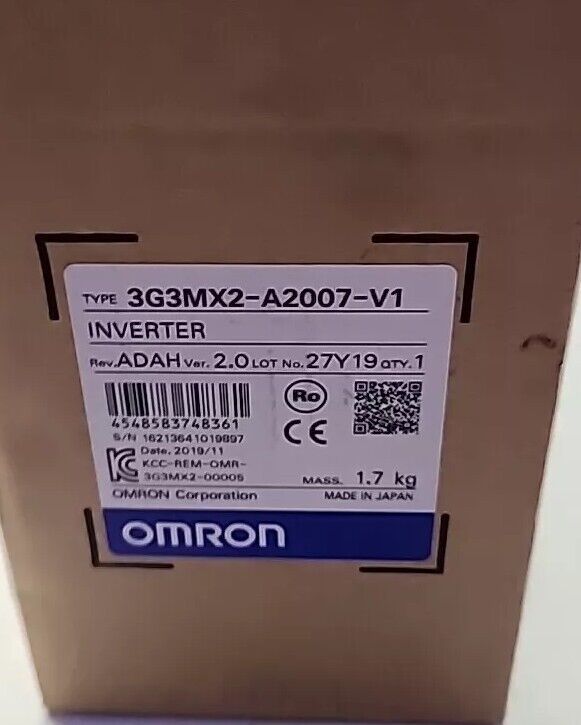 TYPE 3G3MX2-A2007-V1
INVERTER
Rev.ADAH Ver. 2.0 LOT No. 27Y19 QTY. 1
4548583748361
S/N 16213641019897
Date. 2019/11
KCC-REM-OMR-
3G3MX2-00005
Ro
CE
MASS. 1.7 kg
OMRON Corporation
MADE IN JAPAN
OMRON